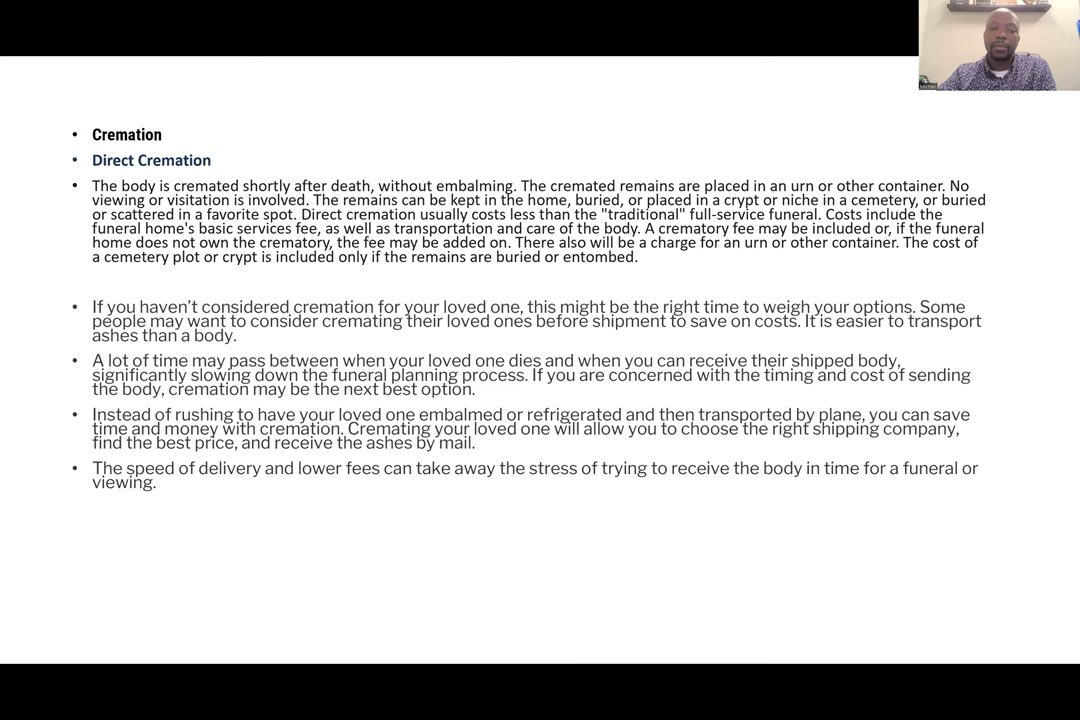 Cremation
Direct Cremation
The body is cremated shortly after death, without embalming. The cremated remains are placed in an urn or other container. No
viewing or visitation is involved. The remains can be kept in the home, buried, or placed in a crypt or niche in a cemetery, or buried
or scattered in a favorite spot. Direct cremation usually costs less than the "traditional" full-service funeral. Costs include the
funeral home's basic services fee, as well as transportation and care of the body. A crematory fee may be included or, if the funeral
home does not own the crematory, the fee may be added on. There also will be a charge for an urn or other container. The cost of
a cemetery plot or crypt is included only if the remains are buried or entombed.
If you haven’t considered cremation for your loved one, this might be the right time to weigh your options. Some
people may want to consider cremating their loved ones before shipment to save on costs. It is easier to transport
ashes than a body.
A lot of time may pass between when your loved one dies and when you can receive their shipped body,
significantly slowing down the funeral planning process. If you are concerned with the timing and cost of sending
the body, cremation may be the next best option.
Instead of rushing to have your loved one embalmed or refrigerated and then transported by plane, you can save
time and money with cremation. Cremating your loved one will allow you to choose the right shipping company,
find the best price, and receive the ashes by mail.
The speed of delivery and lower fees can take away the stress of trying to receive the body in time for a funeral or
viewing.